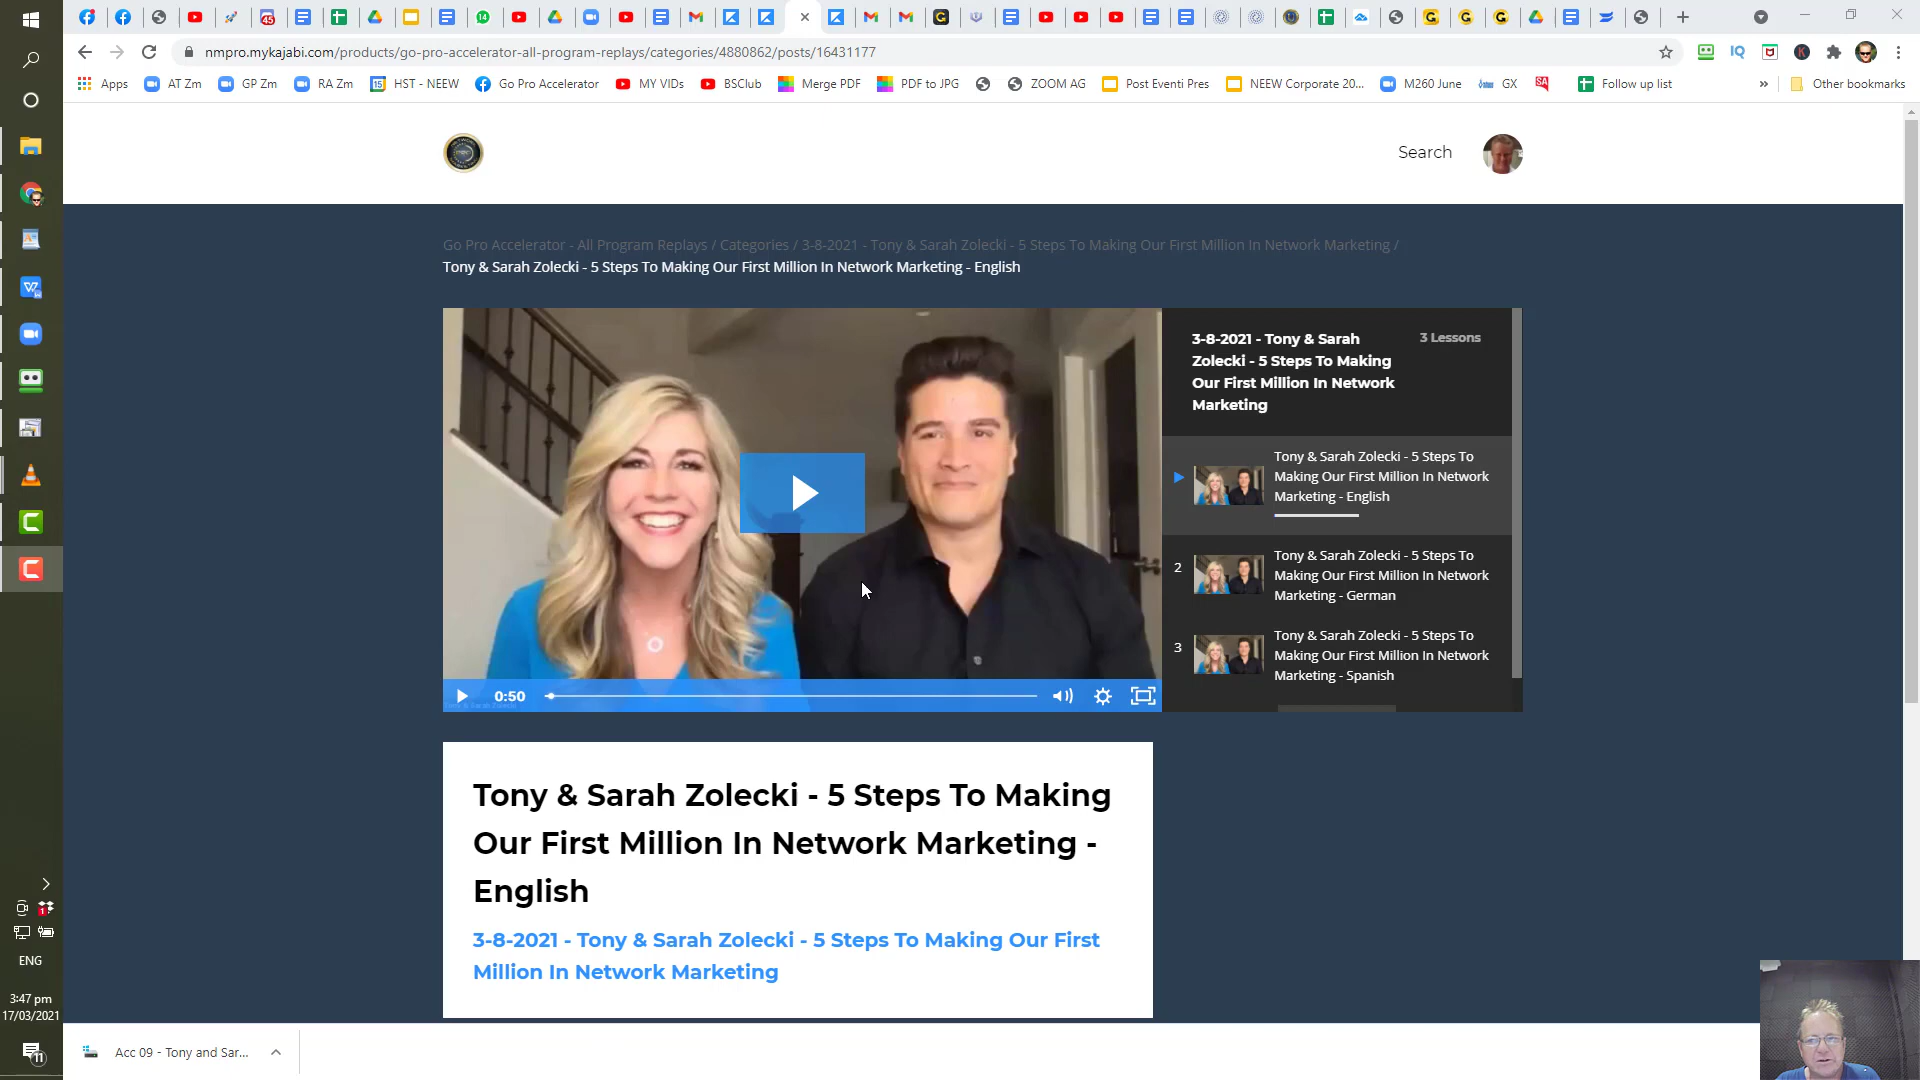 45
14
nmpro.mykajabi.com/products/go-pro-accelerator-all-program-replays/categories/4880862/posts/16431177
Apps
AT Zm
GP Zm
RA Zm
15
HST - NEEW
Go Pro Accelerator
MY VIDs
BSClub
Merge PDF
PDF to JPG
ZOOM AG
Post Eventi Pres
NEEW Corporate 20...
M260 June
GX
Follow up list
»
Other bookmarks
Search
Go Pro Accelerator - All Program Replays / Categories / 3-8-2021 - Tony & Sarah Zolecki - 5 Steps To Making Our First Million In Network Marketing /
Tony & Sarah Zolecki - 5 Steps To Making Our First Million In Network Marketing - English
3-8-2021 - Tony & Sarah
Zolecki - 5 Steps To Making
Our First Million In Network
Marketing
3 Lessons
Tony & Sarah Zolecki - 5 Steps To
Making Our First Million In Network
Marketing - English
2
Tony & Sarah Zolecki - 5 Steps To
Making Our First Million In Network
Marketing - German
3
Tony & Sarah Zolecki - 5 Steps To
Making Our First Million In Network
Marketing - Spanish
0:50
Tony & Sarah Zolecki - 5 Steps To Making
Our First Million In Network Marketing -
English
3-8-2021 - Tony & Sarah Zolecki - 5 Steps To Making Our First
Million In Network Marketing
ENG
3:47 pm
17/03/2021
11
Acc 09 - Tony and Sar...